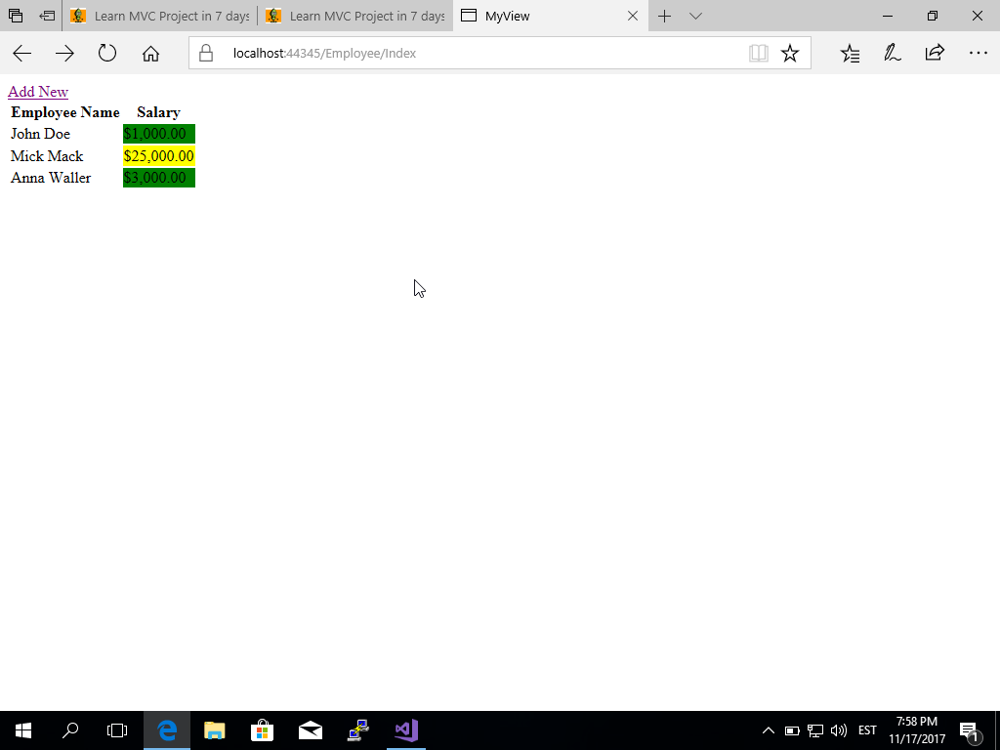 Learn MVC Project in 7 days Learn MVC Project in 7 days MyView
localhost:44345/Employee/Index
Add New
Employee Name Salary
John Doe $1,000.00
Mick Mack $25,000.00
Anna Waller $3,000.00
EST 7:58 PM
11/17/2017 1